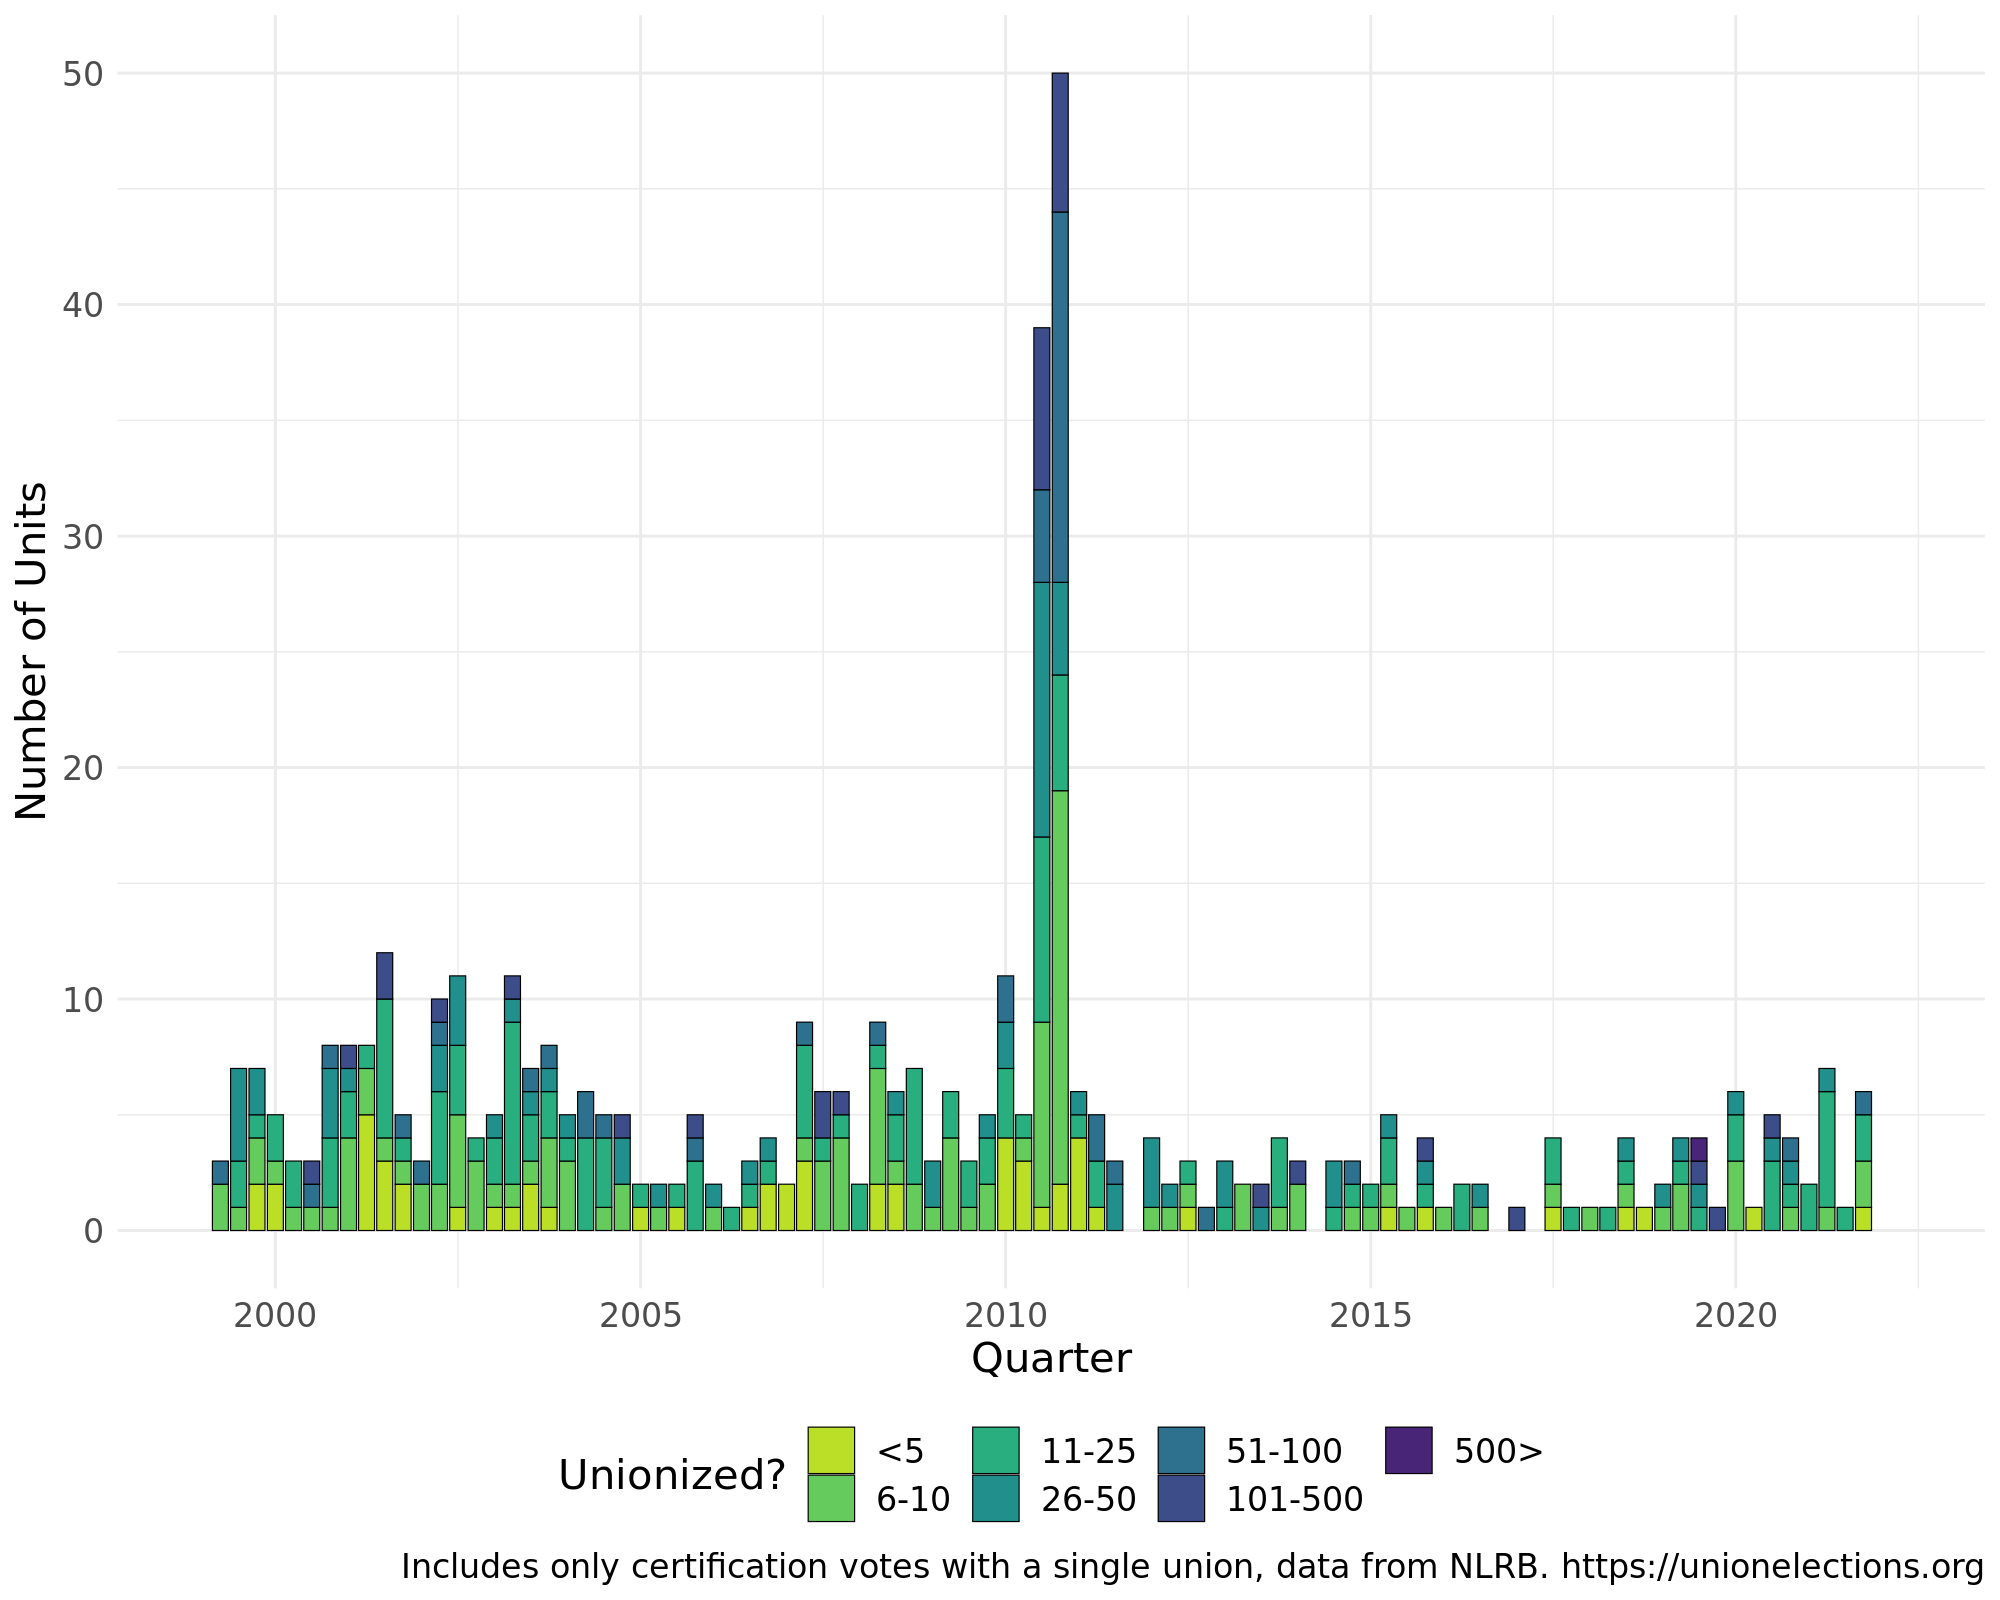 50
40
30
20
10
0
Number of Units
2000 2005 2010 2015 2020
Quarter
Unionized?
<5 11-25 51-100 500>
6-10 26-50 101-500
Includes only certification votes with a single union, data from NLRB. https://unionelections.org